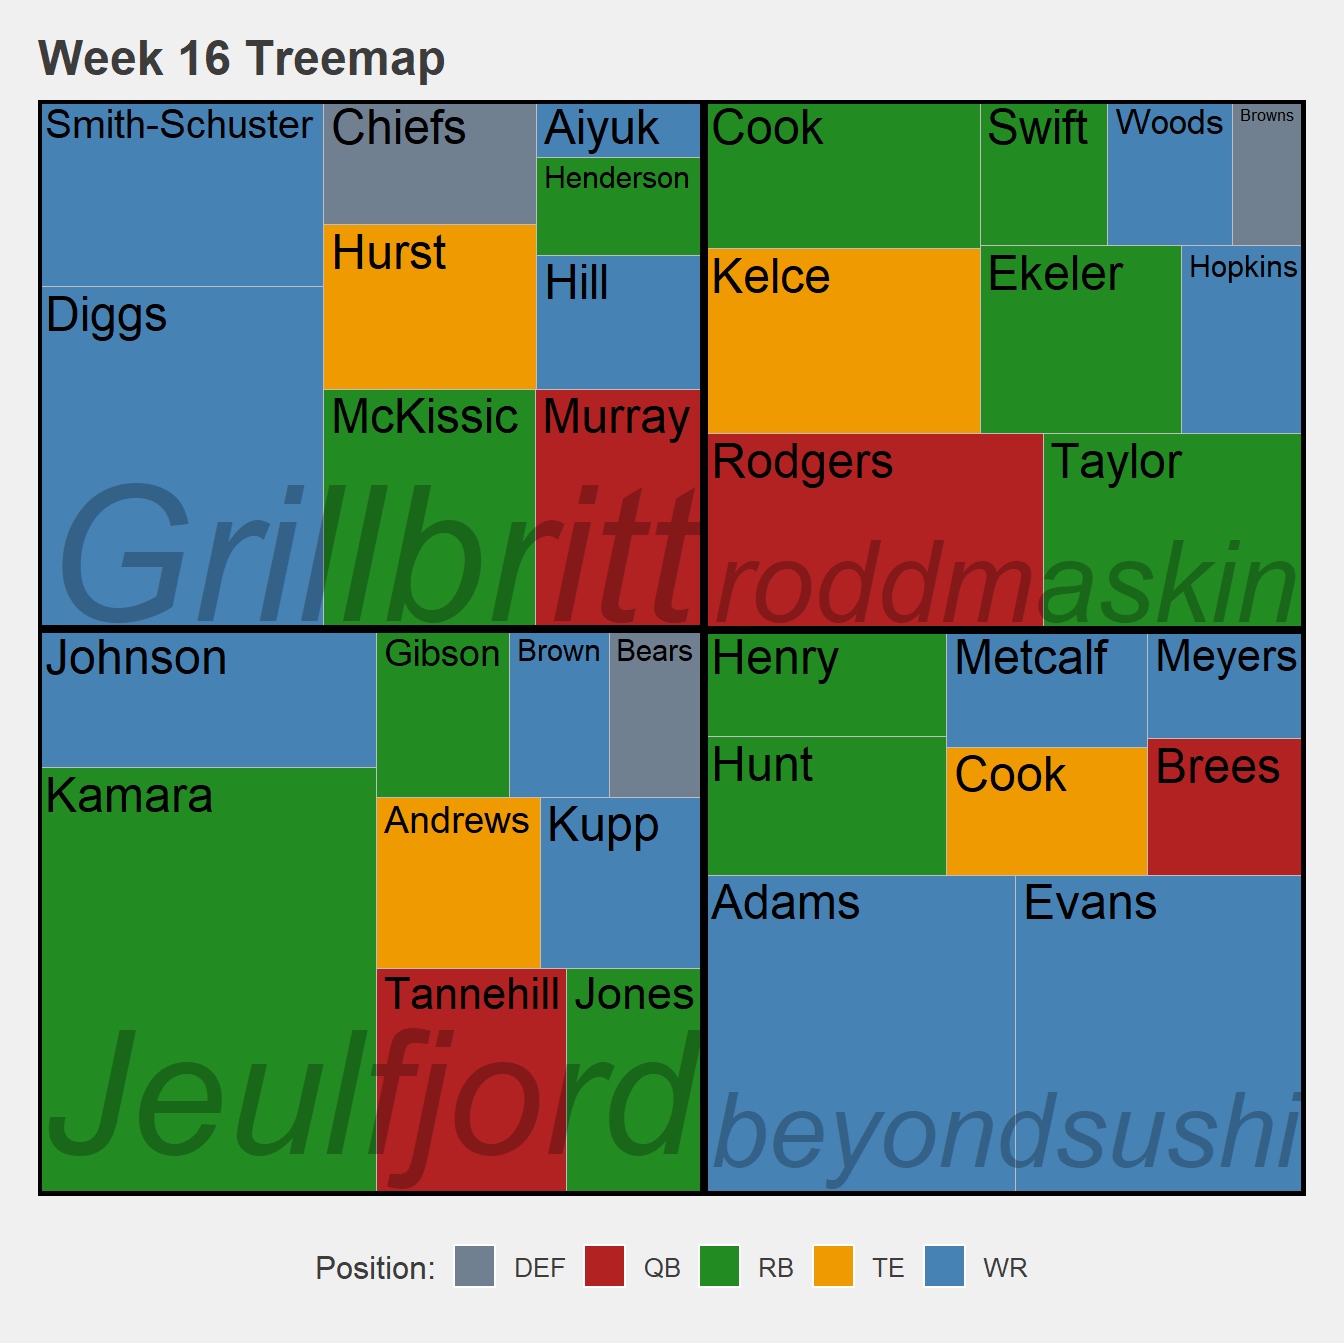 Week 16 Treemap
Smith-Schuster
Chiefs
Aiyuk
Henderson
Hurst
Hill
Diggs
McKissic
Murray
Grillbritt
Cook
Swift
Woods
Browns
Kelce
Ekeler
Hopkins
Rodgers
Taylor
roddmaskin
Johnson
Gibson
Brown
Bears
Kamara
Andrews
Kupp
Tannehill
Jones
Jeulfjord
Henry
Metcalf
Meyers
Hunt
Cook
Brees
Adams
Evans
beyondsushi
Position: DEF QB RB TE WR